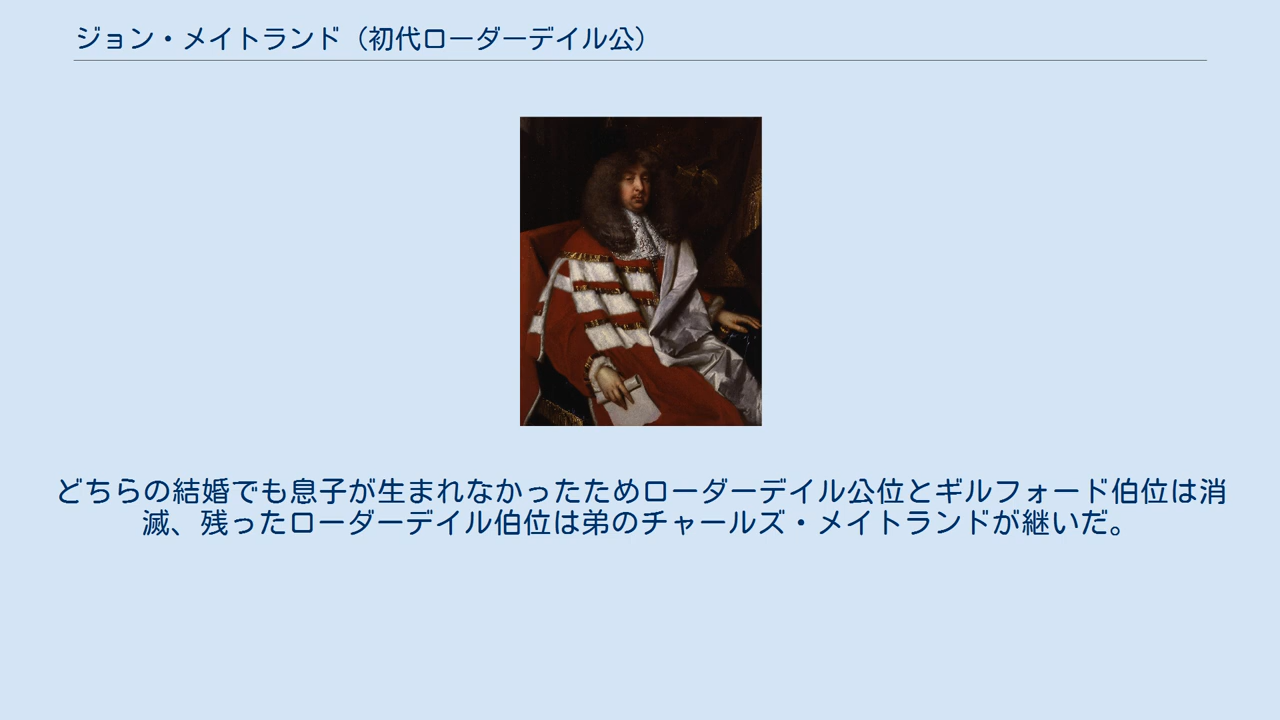 ジョン・メイトランド（初代ローダーデイル公）
どちらの結婚でも息子が生まれなかったためローダーデイル公位とギルフォード伯位は消
滅、残ったローダーデイル伯位は弟のチャールズ・メイトランドが継いだ。